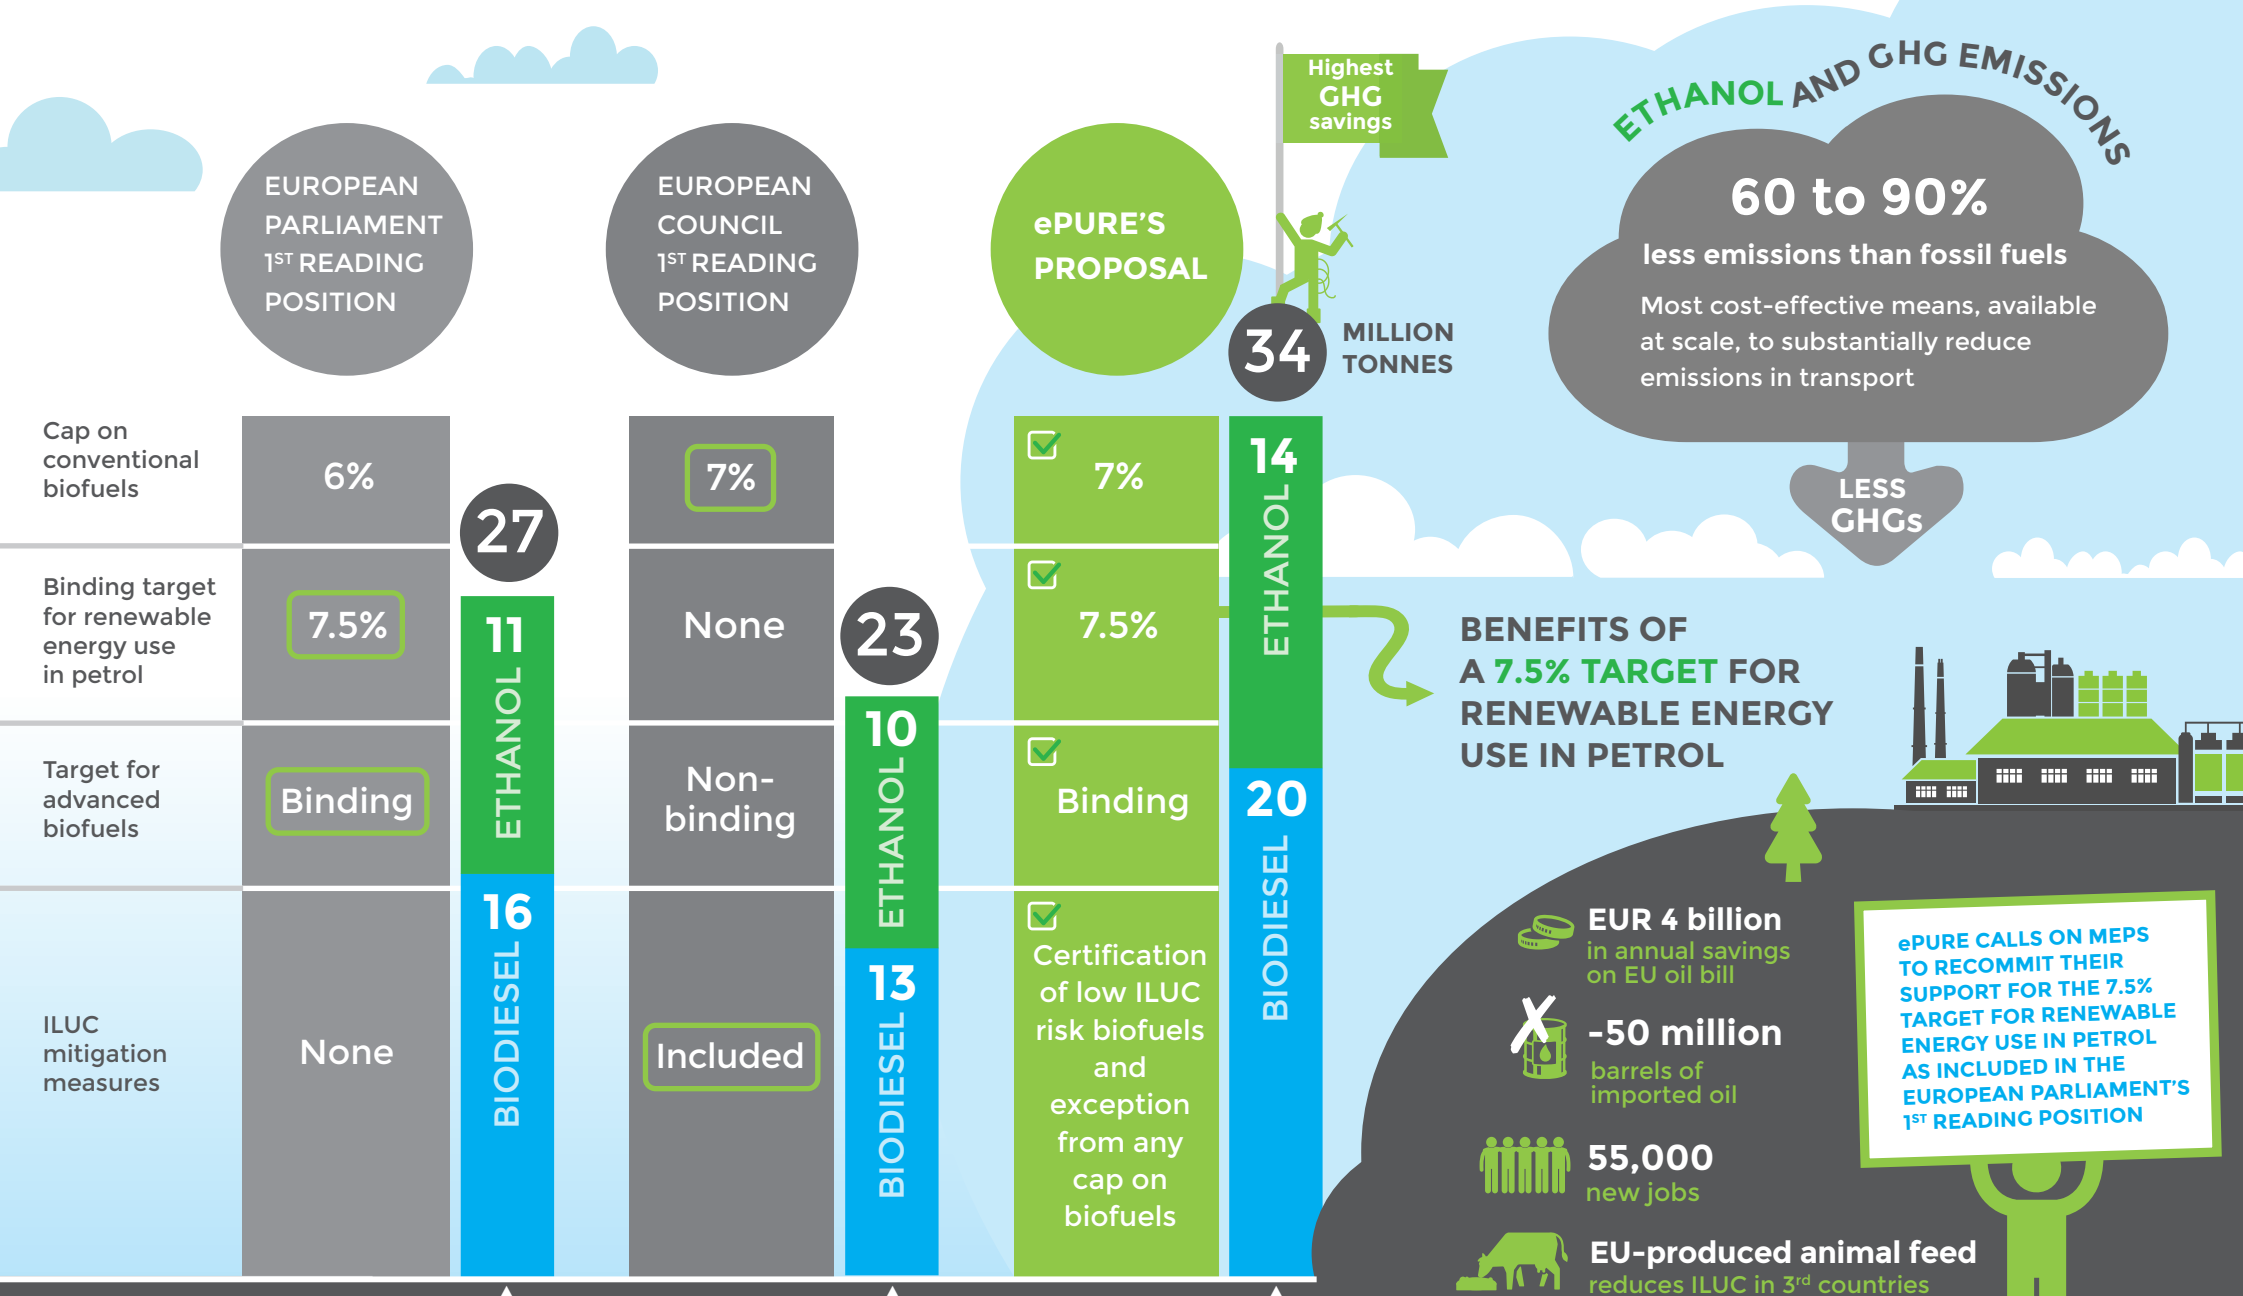 EUROPEAN
PARLIAMENT
1ST READING
POSITION
EUROPEAN
COUNCIL
1ST READING
POSITION
ePURE'S
PROPOSAL
Highest
GHG
savings
34
MILLION
TONNES
ETHANOL AND GHG EMISSIONS
60 to 90%
less emissions than fossil fuels
Most cost-effective means, available
at scale, to substantially reduce
emissions in transport
LESS
GHGs
Cap on
conventional
biofuels
6%
7%
7%
Binding target
for renewable
energy use
in petrol
7.5%
None
7.5%
Target for
advanced
biofuels
Binding
Non-
binding
Binding
ILUC
mitigation
measures
None
Included
Certification
of low ILUC
risk biofuels
and
exception
from any
cap on
biofuels
27
11
ETHANOL
16
BIODIESEL
23
10
ETHANOL
13
BIODIESEL
14
ETHANOL
20
BIODIESEL
BENEFITS OF
A 7.5% TARGET FOR
RENEWABLE ENERGY
USE IN PETROL
EUR 4 billion
in annual savings
on EU oil bill
-50 million
barrels of
imported oil
55,000
new jobs
EU-produced animal feed
reduces ILUC in 3rd countries
ePURE CALLS ON MEPS
TO RECOMMIT THEIR
SUPPORT FOR THE 7.5%
TARGET FOR RENEWABLE
ENERGY USE IN PETROL
AS INCLUDED IN THE
EUROPEAN PARLIAMENT'S
1ST READING POSITION